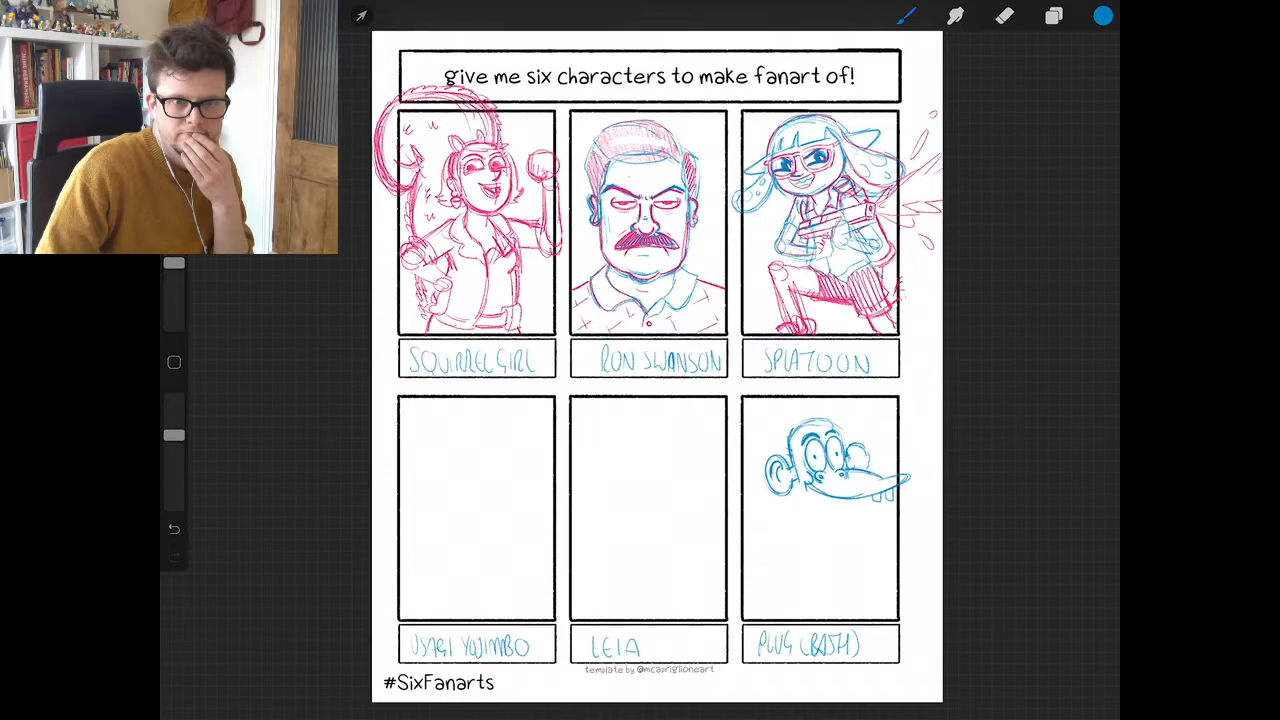 give me six characters to make fanart of!
SQUIRREL GIRL
RON SWANSON
SPLATOON
USAGI YOJIMBO
LEIA
PLUG (BASH)
template by @mcapriglioneart
#SixFanarts